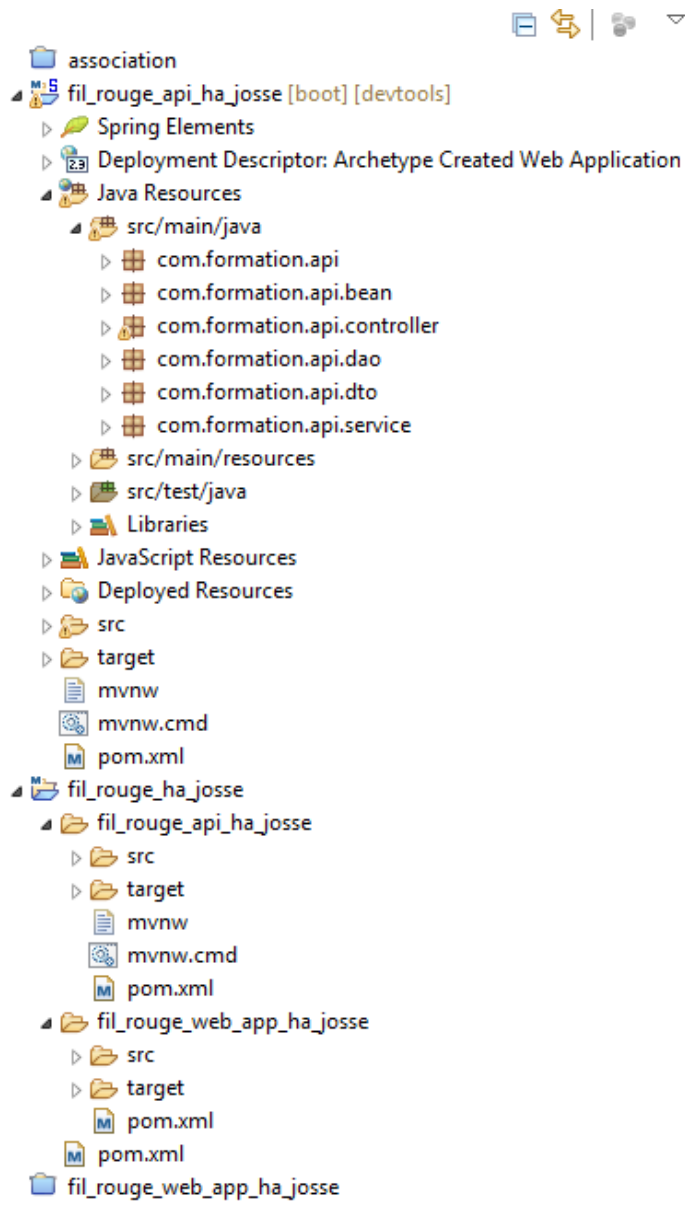 association
fil_rouge_api_ha_josse [boot] [devtools]
Spring Elements
Deployment Descriptor: Archetype Created Web Application
Java Resources
src/main/java
com.formation.api
com.formation.api.bean
com.formation.api.controller
com.formation.api.dao
com.formation.api.dto
com.formation.api.service
src/main/resources
src/test/java
Libraries
JavaScript Resources
Deployed Resources
src
target
mvnw
mvnw.cmd
pom.xml
fil_rouge_ha_josse
fil_rouge_api_ha_josse
src
target
mvnw
mvnw.cmd
pom.xml
fil_rouge_web_app_ha_josse
src
target
pom.xml
pom.xml
fil_rouge_web_app_ha_josse